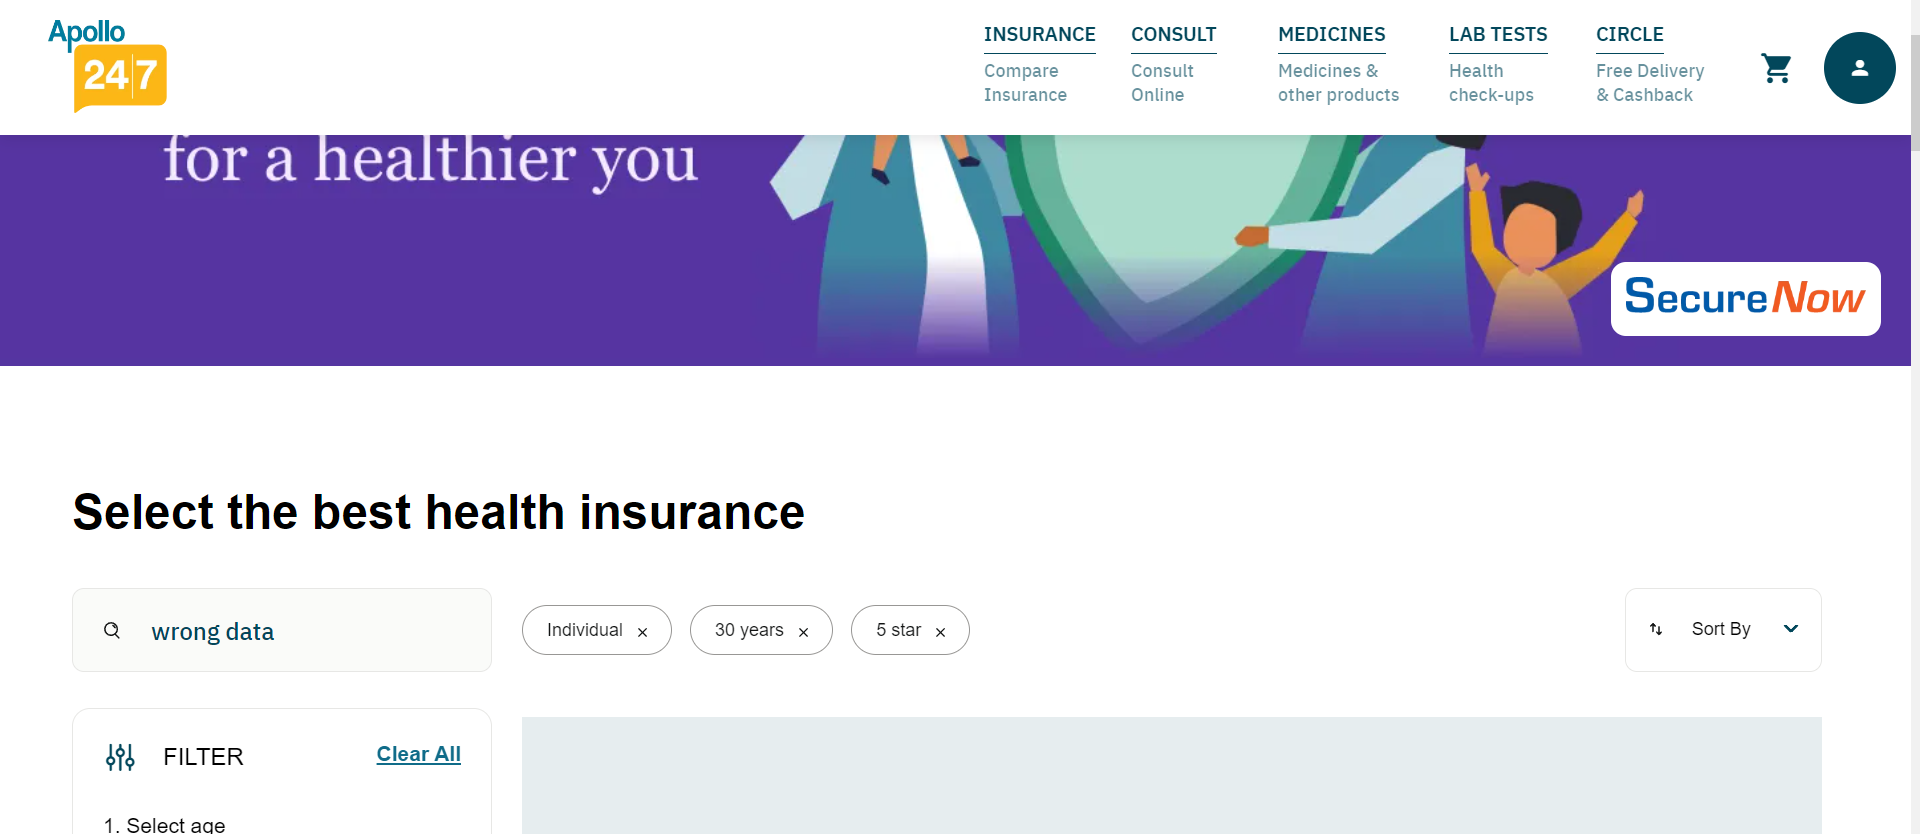 Apollo
24|7
INSURANCE
Compare
Insurance
CONSULT
Consult
Online
MEDICINES
Medicines &
other products
LAB TESTS
Health
check-ups
CIRCLE
Free Delivery
& Cashback
for a healthier you
SecureNow
Select the best health insurance
wrong data
Individual ×
30 years ×
5 star ×
Sort By
FILTER
Clear All
1. Select age